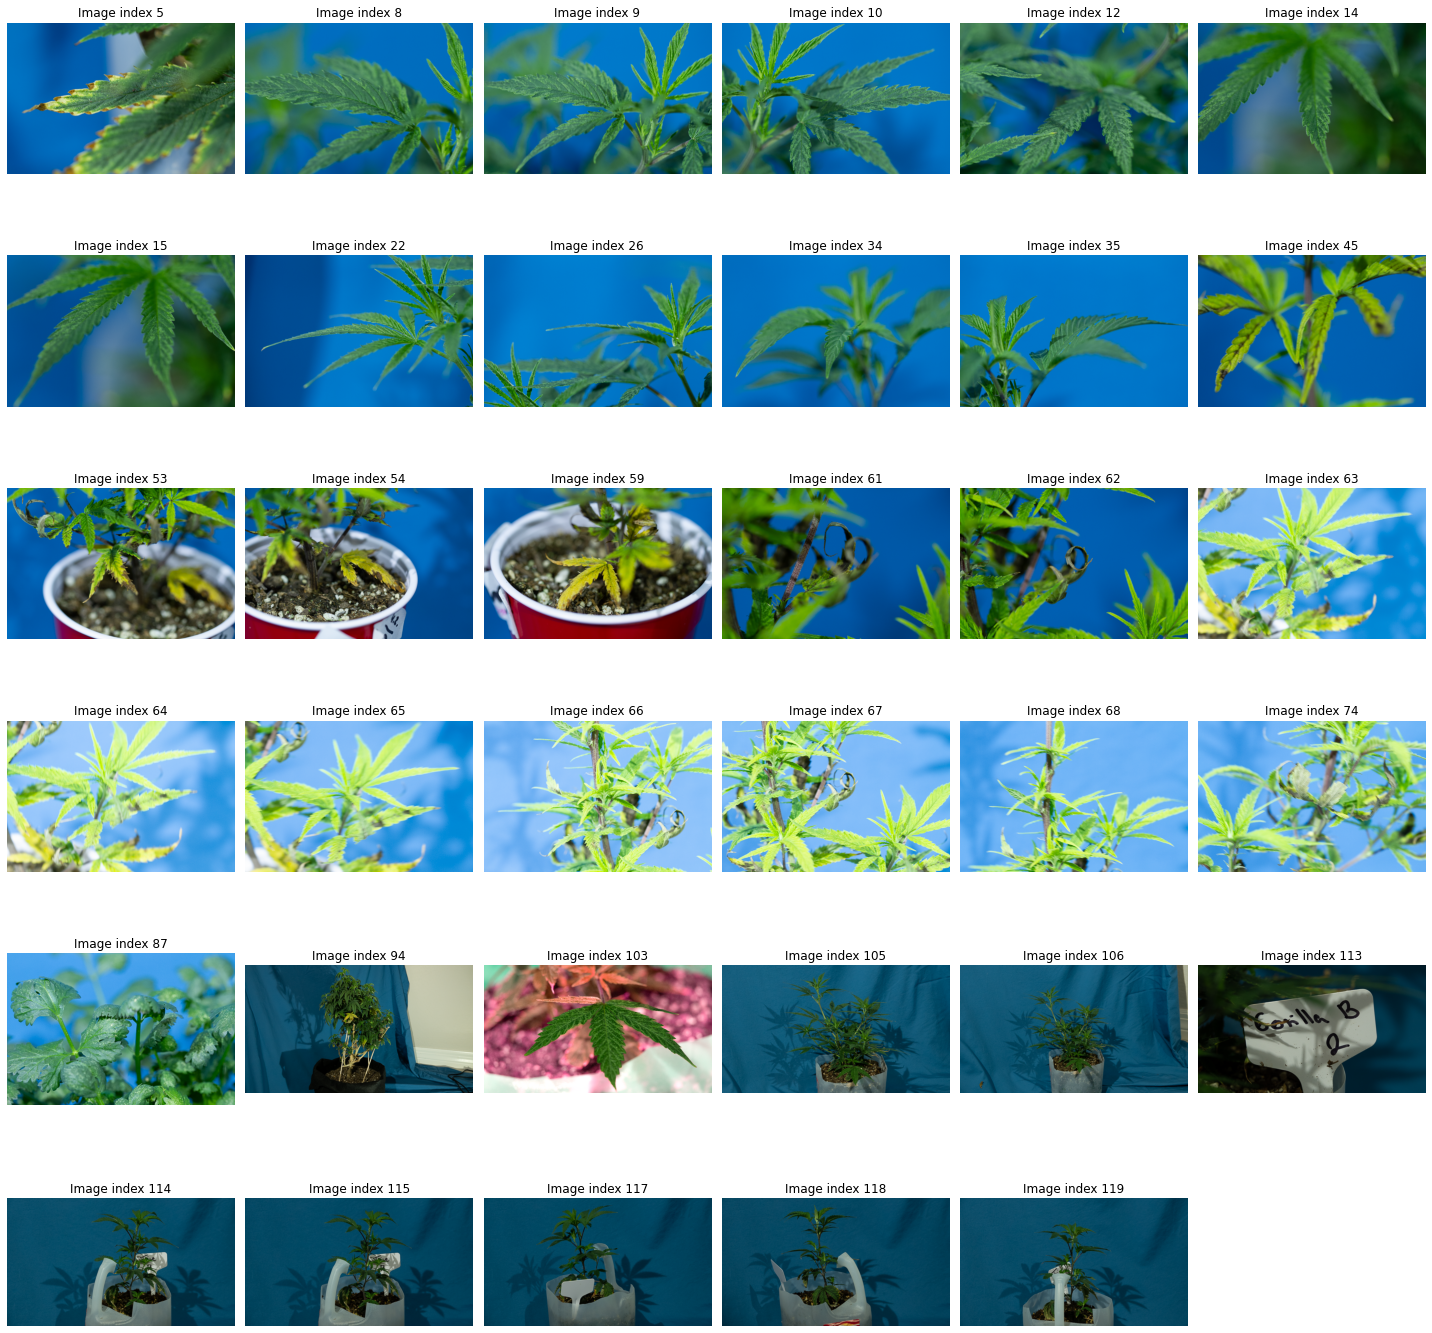 Image index 5
Image index 8
Image index 9
Image index 10
Image index 12
Image index 14
Image index 15
Image index 22
Image index 26
Image index 34
Image index 35
Image index 45
Image index 53
Image index 54
Image index 59
Image index 61
Image index 62
Image index 63
Image index 64
Image index 65
Image index 66
Image index 67
Image index 68
Image index 74
Image index 87
Image index 94
Image index 103
Image index 105
Image index 106
Image index 113
Gorilla B
2
Image index 114
Image index 115
Image index 117
Image index 118
Image index 119